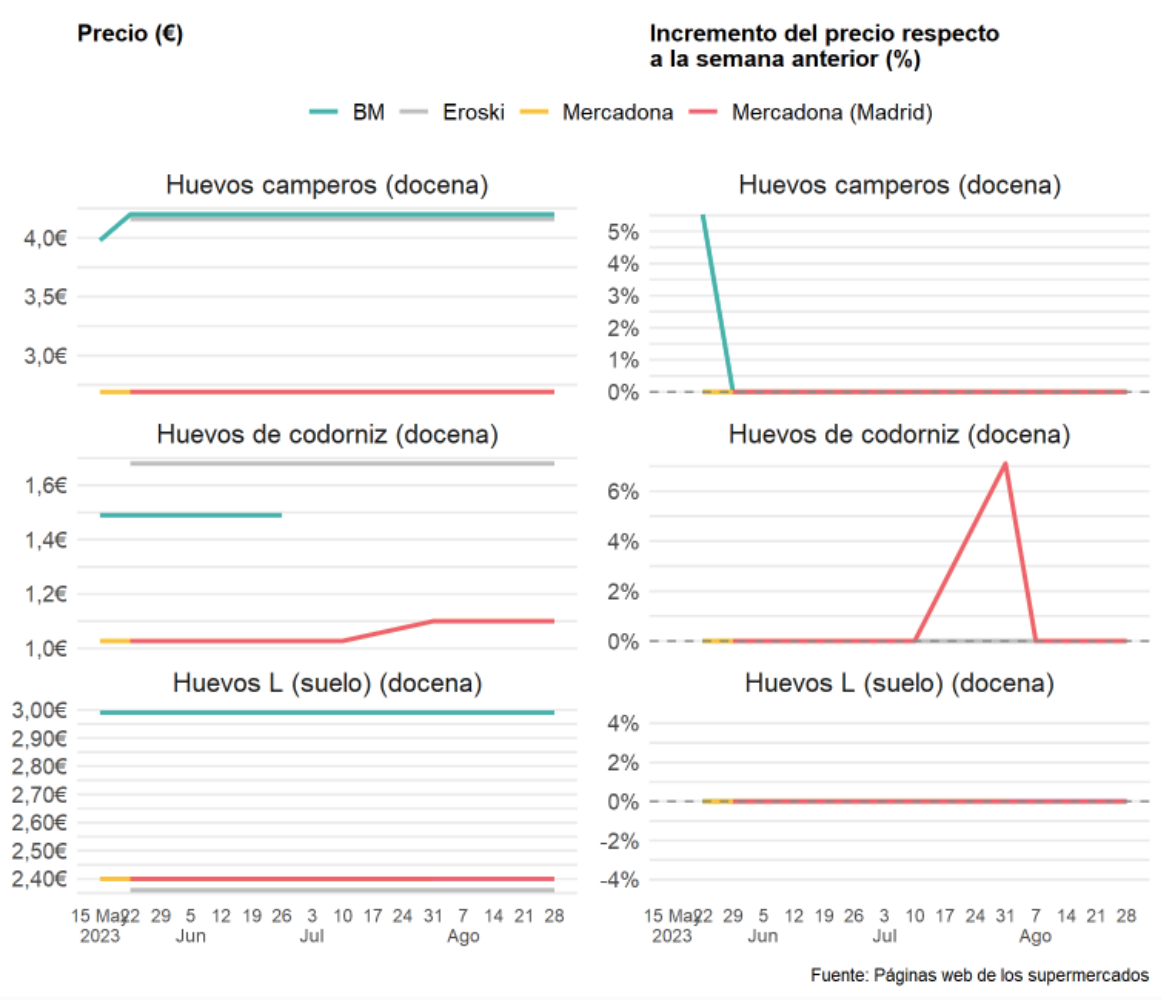 Precio (€)
Incremento del precio respecto
a la semana anterior (%)
BM Eroski Mercadona Mercadona (Madrid)
Huevos camperos (docena)
4,0€
3,5€
3,0€
Huevos camperos (docena)
5%
4%
3%
2%
1%
0%
Huevos de codorniz (docena)
1,6€
1,4€
1,2€
1,0€
Huevos de codorniz (docena)
6%
4%
2%
0%
Huevos L (suelo) (docena)
3,00€
2,90€
2,80€
2,70€
2,60€
2,50€
2,40€
15 May 22 29 5 12 19 26 3 10 17 24 31 7 14 21 28
2023 Jun Jul Ago
Huevos L (suelo) (docena)
4%
2%
0%
-2%
-4%
15 May 22 29 5 12 19 26 3 10 17 24 31 7 14 21 28
2023 Jun Jul Ago
Fuente: Páginas web de los supermercados